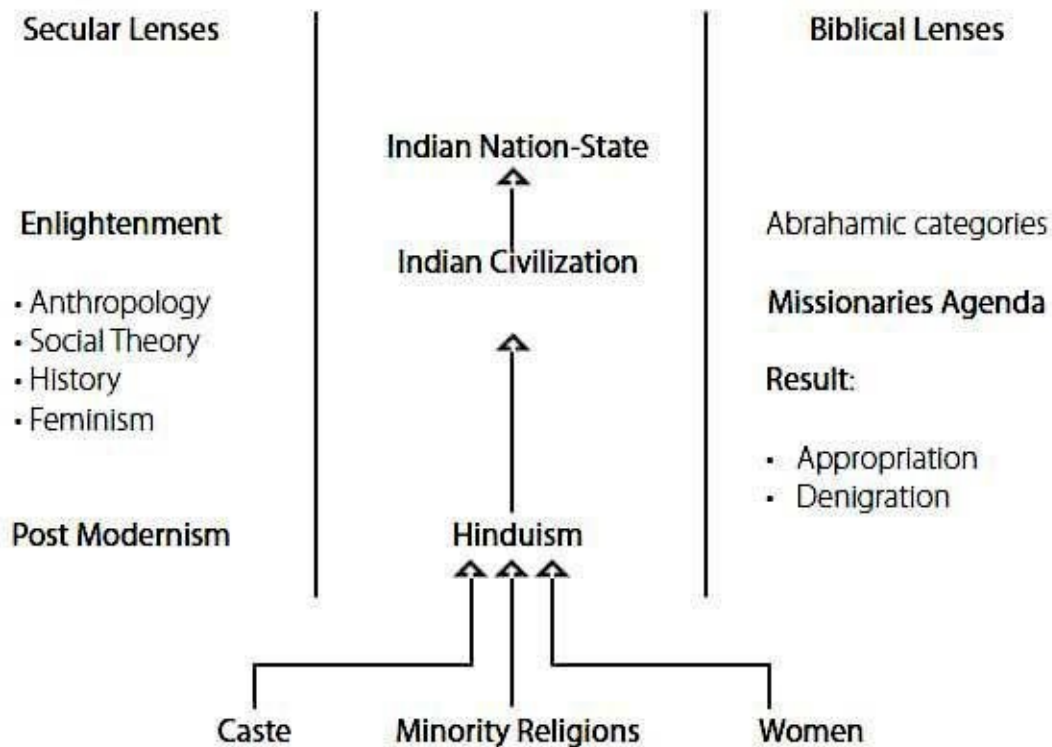 Secular Lenses
Enlightenment
• Anthropology
• Social Theory
• History
• Feminism
Post Modernism
Indian Nation-State
Indian Civilization
Hinduism
Caste
Minority Religions
Women
Biblical Lenses
Abrahamic categories
Missionaries Agenda
Result:
• Appropriation
• Denigration